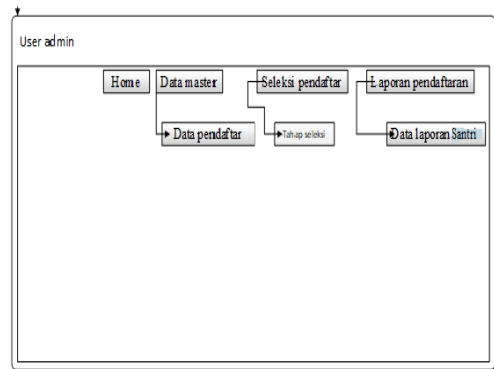 User admin
Home
Data master
Seleksi pendaftar
Laporan pendaftaran
Data pendaftar
Tahap seleksi
Data laporan Santri